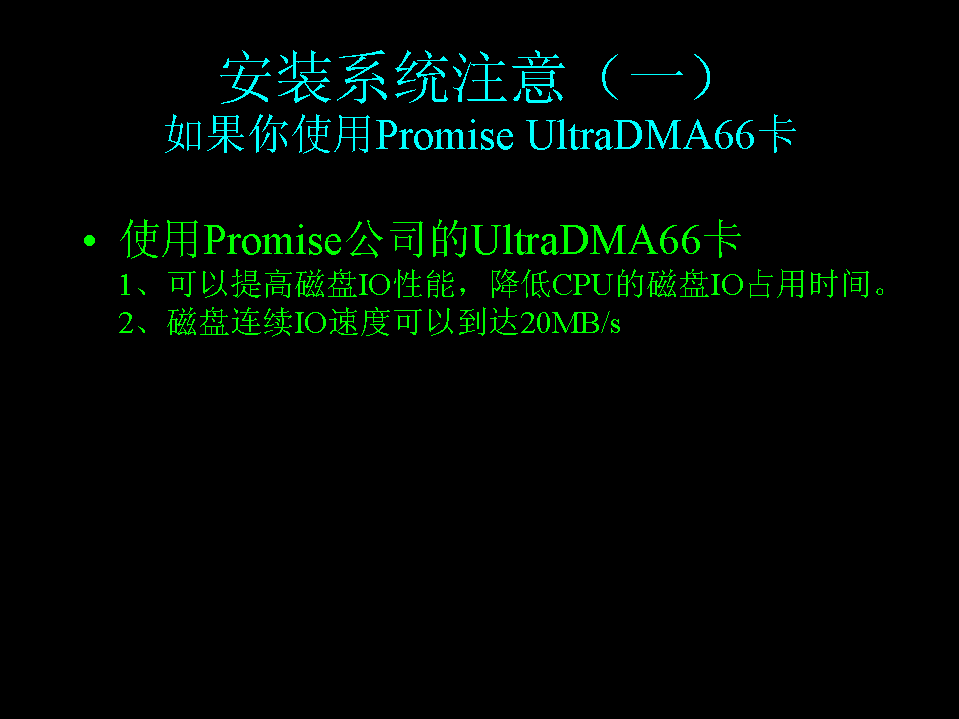 安装系统注意（一）
如果你使用Promise UltraDMA66卡
• 使用Promise公司的UltraDMA66卡
1、可以提高磁盘IO性能，降低CPU的磁盘IO占用时间。
2、磁盘连续IO速度可以到达20MB/s